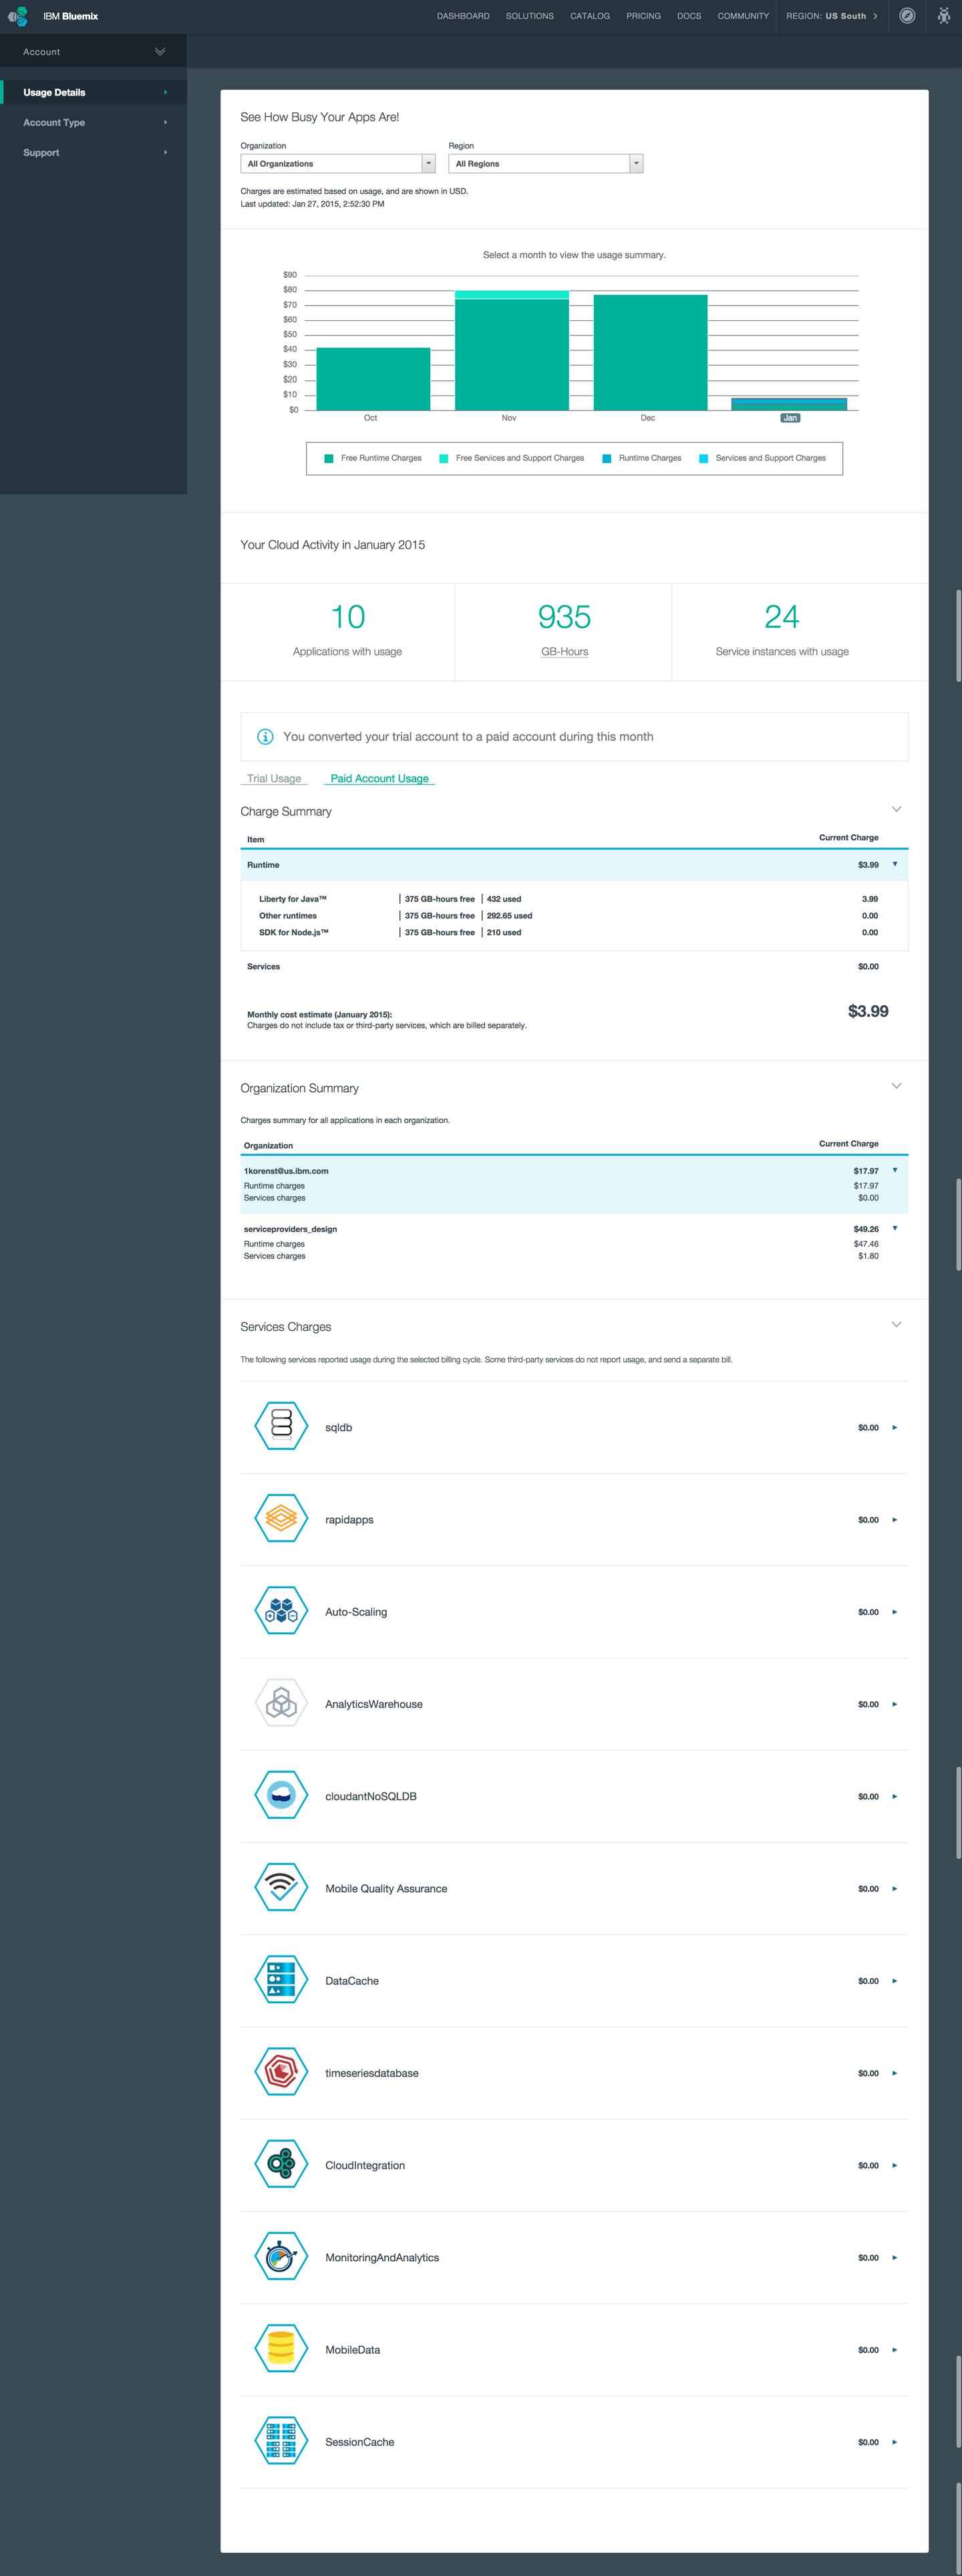 IBM Bluemix
DASHBOARD SOLUTIONS CATALOG PRICING DOCS COMMUNITY REGION: US South
Account
Usage Details
Account Type
Support
See How Busy Your Apps Are!
Organization Region
All Organizations All Regions
Charges are estimated based on usage, and are shown in USD.
Last updated: Jan 27, 2015, 2:52:30 PM
Select a month to view the usage summary.
$90
$80
$70
$60
$50
$40
$30
$20
$10
$0
Oct Nov Dec Jan
Free Runtime Charges Free Services and Support Charges Runtime Charges Services and Support Charges
Your Cloud Activity in January 2015
10 935 24
Applications with usage GB-Hours Service instances with usage
You converted your trial account to a paid account during this month
Trial Usage Paid Account Usage
Charge Summary
Item Current Charge
Runtime $3.99
Liberty for Java™ 375 GB-hours free 432 used 3.99
Other runtimes 375 GB-hours free 292.65 used 0.00
SDK for Node.js™ 375 GB-hours free 210 used 0.00
Services $0.00
Monthly cost estimate (January 2015): $3.99
Charges do not include tax or third-party services, which are billed separately.
Organization Summary
Charges summary for all applications in each organization.
Organization Current Charge
1korenst@us.ibm.com $17.97
Runtime charges $17.97
Services charges $0.00
serviceproviders_design $49.26
Runtime charges $47.46
Services charges $1.80
Services Charges
The following services reported usage during the selected billing cycle. Some third-party services do not report usage, and send a separate bill.
sqldb $0.00
rapidapps $0.00
Auto-Scaling $0.00
AnalyticsWarehouse $0.00
cloudantNoSQLDB $0.00
Mobile Quality Assurance $0.00
DataCache $0.00
timeseriesdatabase $0.00
CloudIntegration $0.00
MonitoringAndAnalytics $0.00
MobileData $0.00
SessionCache $0.00